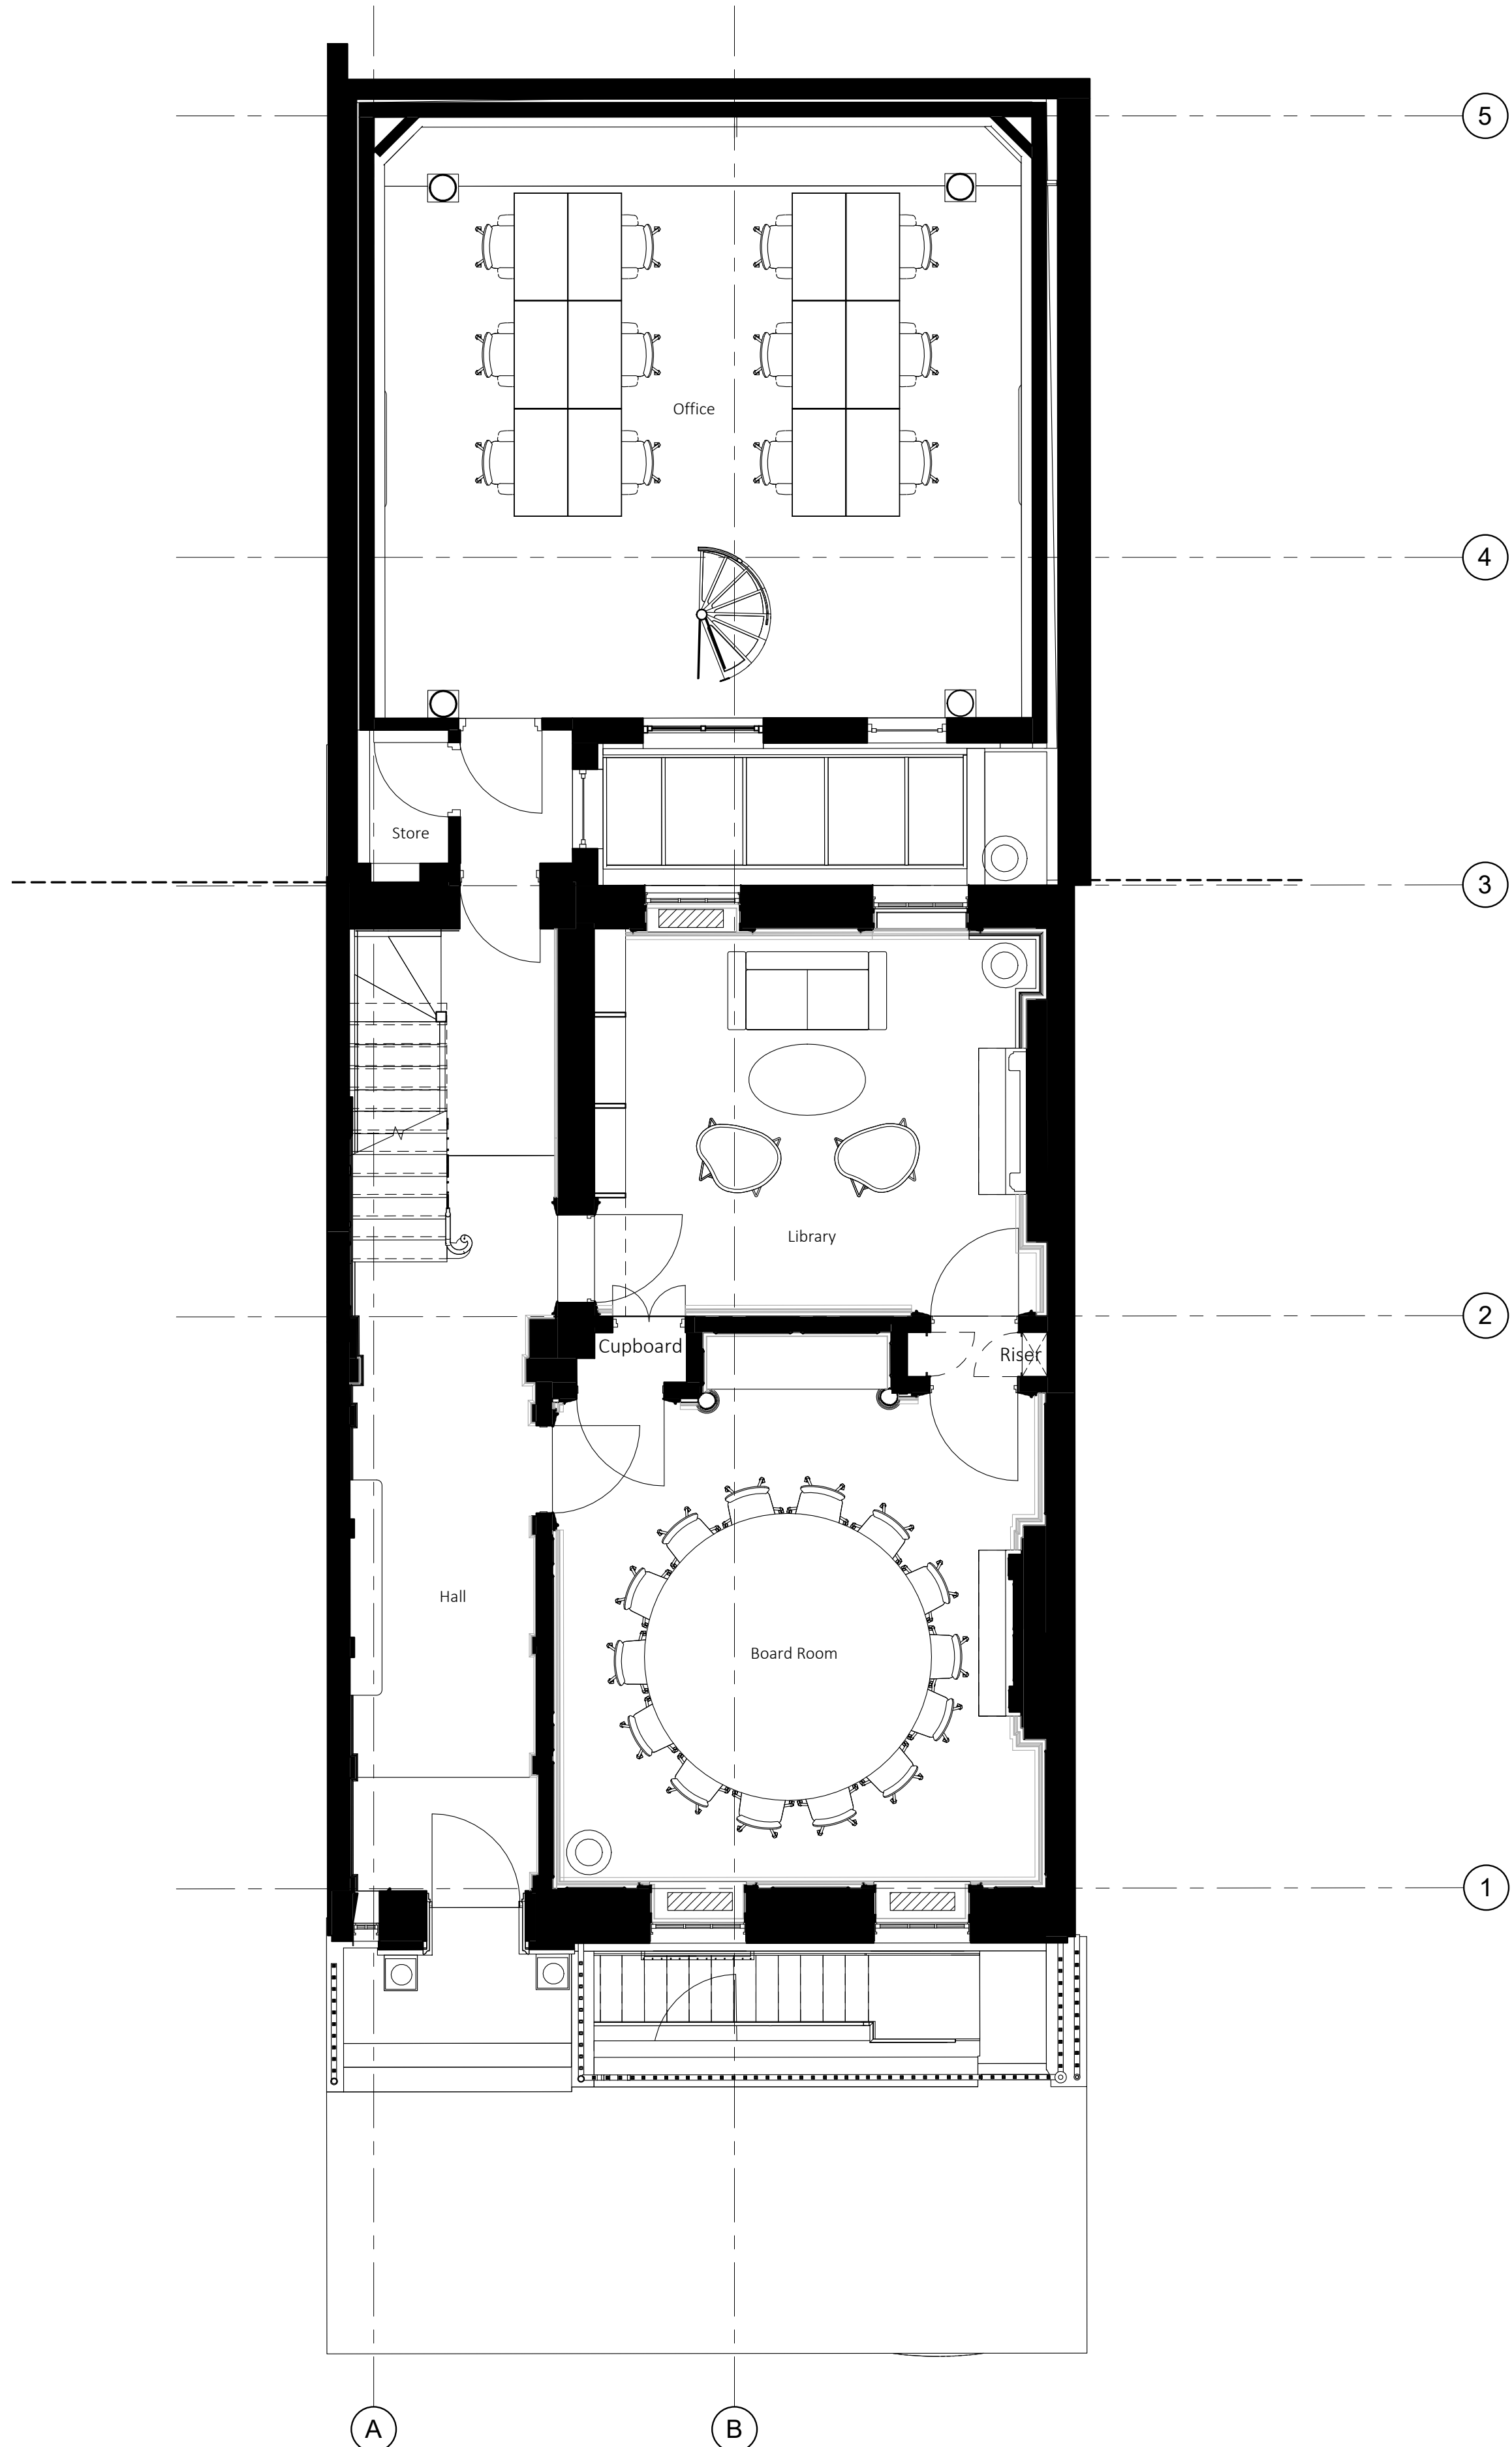 5
Office
4
Store
3
Library
2
Cupboard
Riser
Hall
Board Room
1
A
B